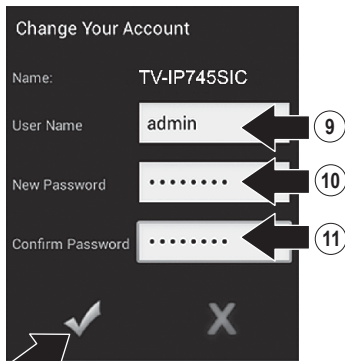 Change Your Account
Name: TV-IP745SIC
User Name admin 9
New Password •••••••• 10
Confirm Password •••••••• 11
X